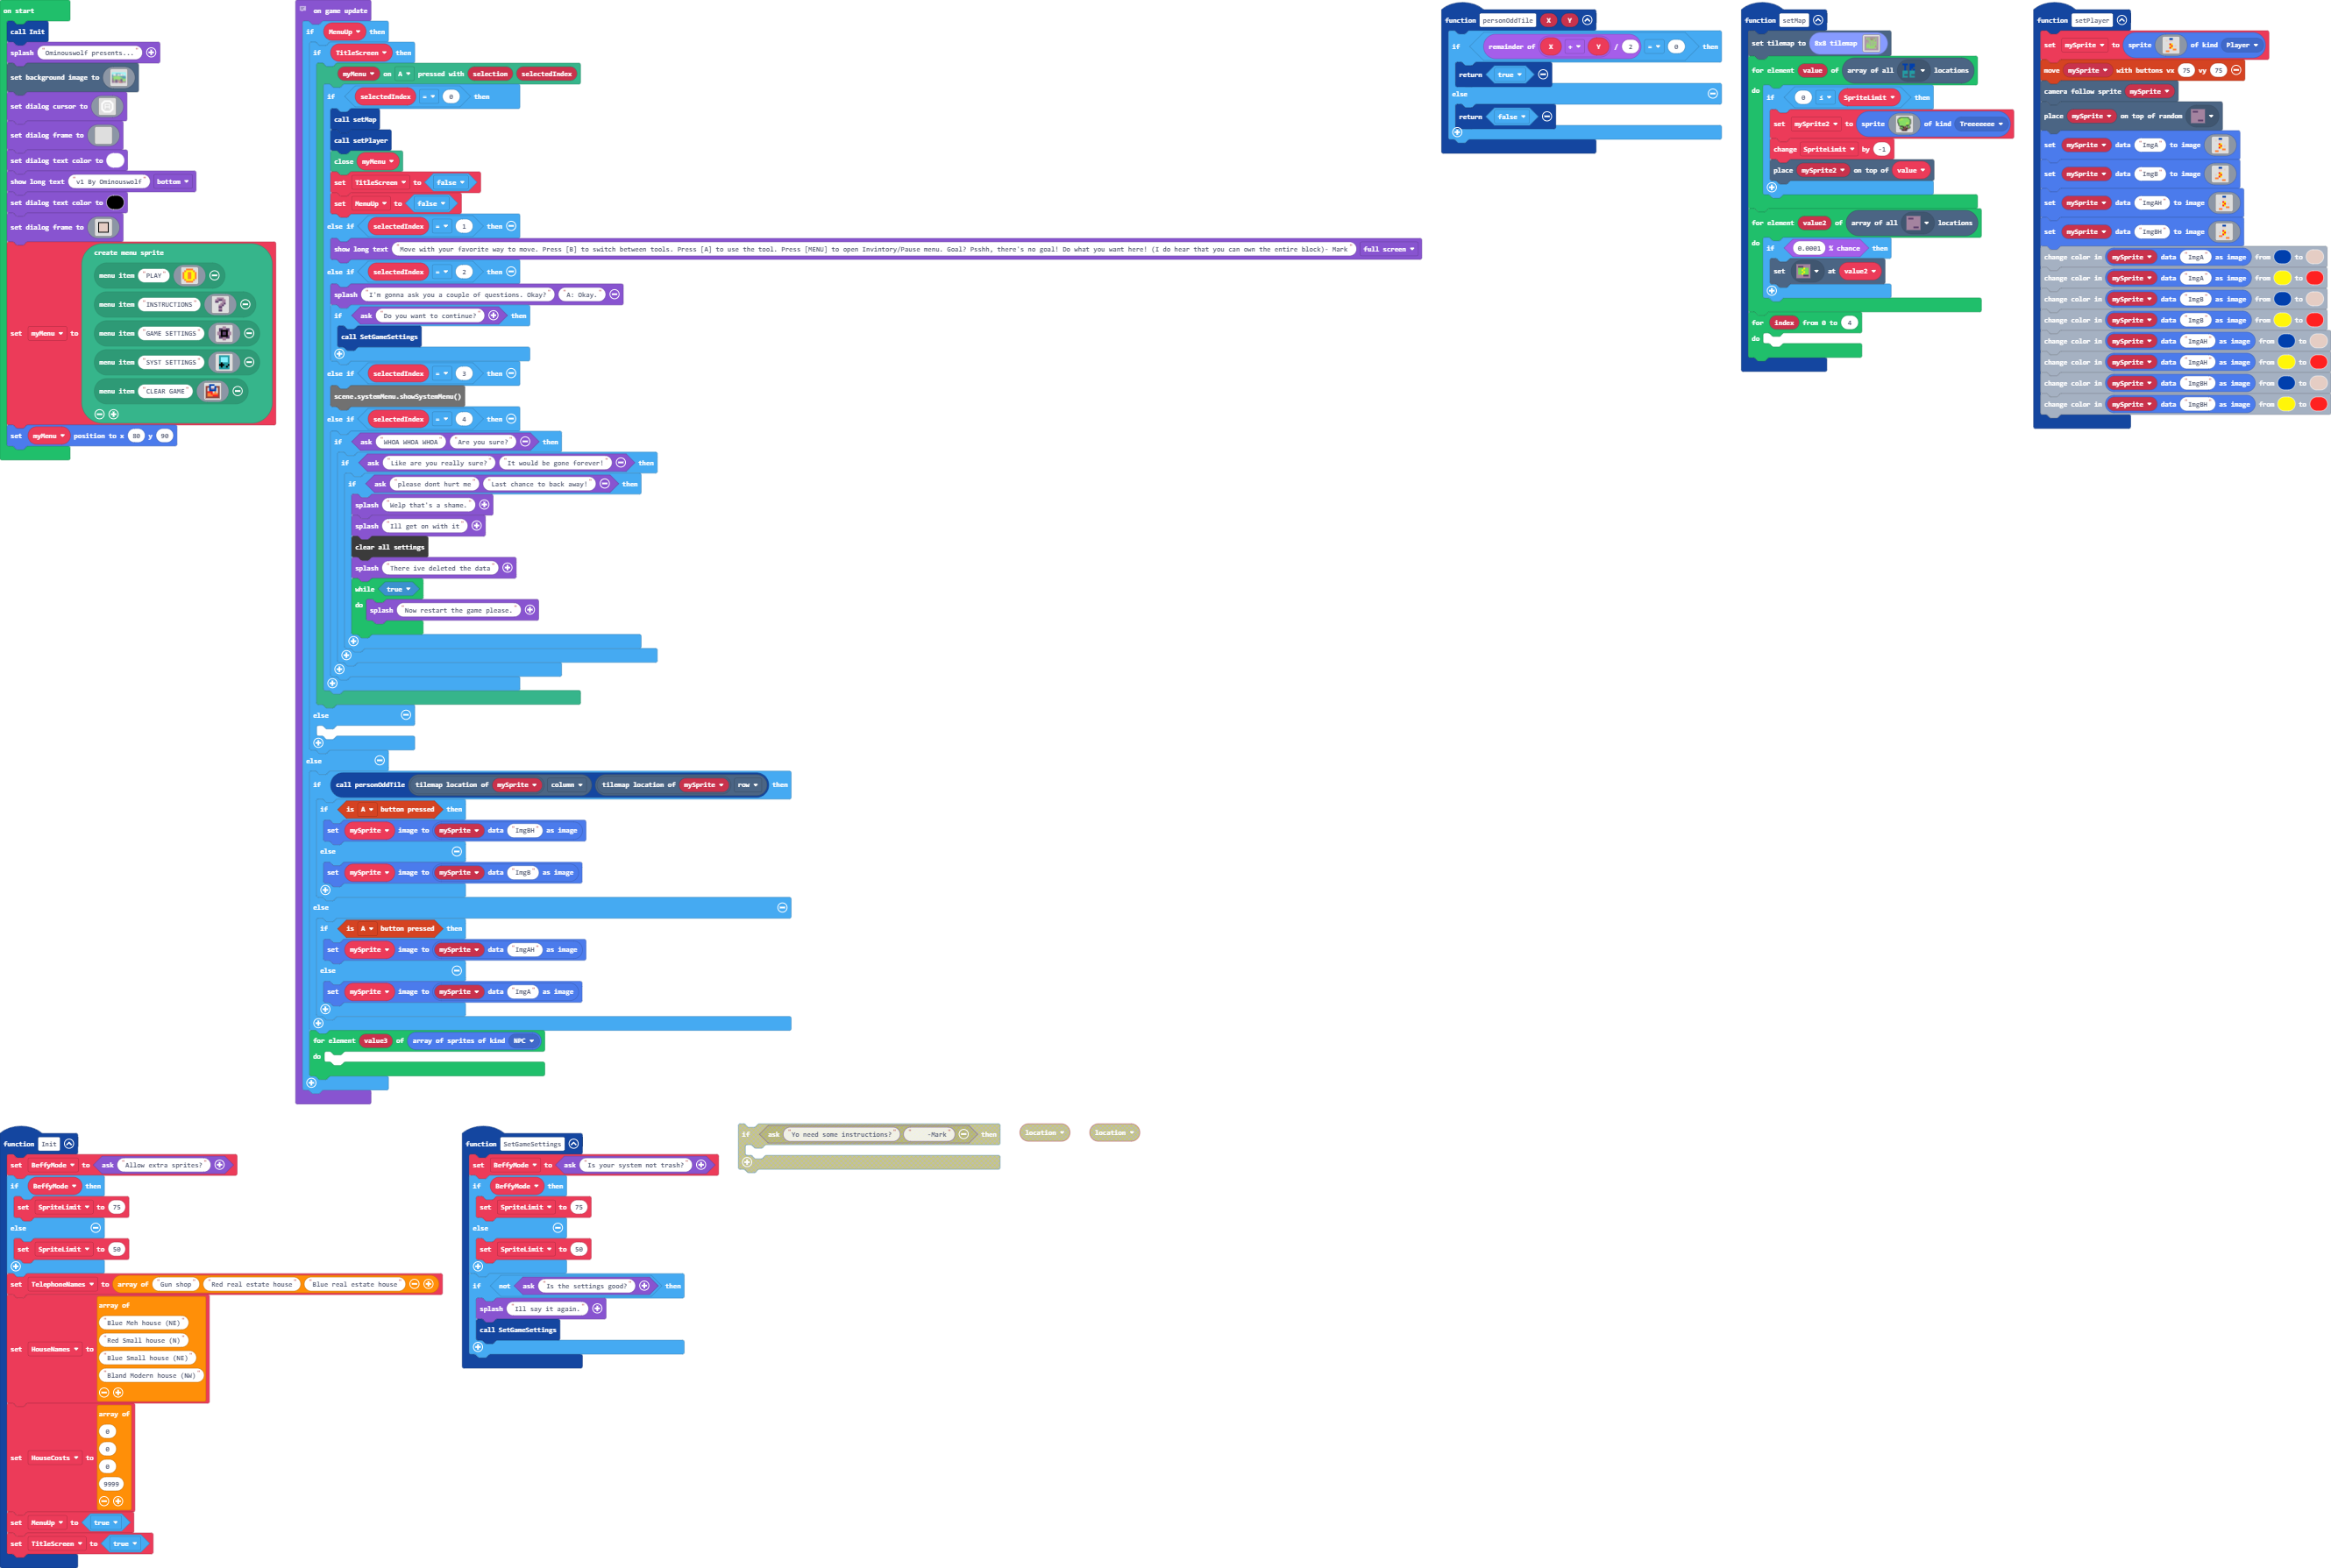 on start
call Init
splash "Ominouswolf presents..."
set background image to
set dialog cursor to
set dialog frame to
set dialog text color to
show long text "v1 By Ominouswolf" bottom
set dialog text color to
set dialog frame to
set myMenu to
create menu sprite
menu item "PLAY"
menu item "INSTRUCTIONS"
menu item "GAME SETTINGS"
menu item "SYST SETTINGS"
menu item "CLEAR GAME"
set myMenu position to x 80 y 90
on game update
if MenuUp then
if TitleScreen then
myMenu on A pressed with selection selectedIndex
if selectedIndex = 0 then
call setMap
call setPlayer
close myMenu
set TitleScreen to false
set MenuUp to false
else if selectedIndex = 1 then
show long text "Move with your favorite way to move. Press [B] to switch between tools. Press [A] to use the tool. Press [MENU] to open Invintory/Pause menu. Goal? Psshh, there's no goal! Do what you want here! (I do hear that you can own the entire block)- Mark" full screen
else if selectedIndex = 2 then
splash "I'm gonna ask you a couple of questions. Okay?" "A: Okay."
if ask "Do you want to continue?" then
call SetGameSettings
else if selectedIndex = 3 then
scene.systemMenu.showSystemMenu()
else if selectedIndex = 4 then
if ask "WHOA WHOA WHOA" "Are you sure?" then
if ask "Like are you really sure?" "It would be gone forever!" then
if ask "please dont hurt me" "Last chance to back away!" then
splash "Welp that's a shame."
splash "Ill get on with it"
clear all settings
splash "There ive deleted the data"
while true
do splash "Now restart the game please."
else
else
if call personOddTile tilemap location of mySprite column tilemap location of mySprite row then
if is A button pressed then
set mySprite image to mySprite data "ImgBH" as image
else
set mySprite image to mySprite data "ImgB" as image
else
if is A button pressed then
set mySprite image to mySprite data "ImgAH" as image
else
set mySprite image to mySprite data "ImgA" as image
for element value3 of array of sprites of kind NPC
do
function personOddTile X Y
if remainder of X + Y / 2 = 0 then
return true
else
return false
function setMap
set tilemap to 8x8 tilemap
for element value of array of all locations
do if 0 ≤ SpriteLimit then
set mySprite2 to sprite of kind Treeeeeee
change SpriteLimit by -1
place mySprite2 on top of value
for element value2 of array of all locations
do if 0.0001 % chance then
set at value2
for index from 0 to 4
do
function setPlayer
set mySprite to sprite of kind Player
move mySprite with buttons vx 75 vy 75
camera follow sprite mySprite
place mySprite on top of random
set mySprite data "ImgA" to image
set mySprite data "ImgB" to image
set mySprite data "ImgAH" to image
set mySprite data "ImgBH" to image
change color in mySprite data "ImgA" as image from to
change color in mySprite data "ImgA" as image from to
change color in mySprite data "ImgB" as image from to
change color in mySprite data "ImgB" as image from to
change color in mySprite data "ImgAH" as image from to
change color in mySprite data "ImgAH" as image from to
change color in mySprite data "ImgBH" as image from to
change color in mySprite data "ImgBH" as image from to
function Init
set BeffyMode to ask "Allow extra sprites?"
if BeffyMode then
set SpriteLimit to 75
else
set SpriteLimit to 50
set TelephoneNames to array of "Gun shop" "Red real estate house" "Blue real estate house"
set HouseNames to
array of
"Blue Meh house (NE)"
"Red Small house (N)"
"Blue Small house (NE)"
"Bland Modern house (NW)"
set HouseCosts to
array of
0
0
0
9999
set MenuUp to true
set TitleScreen to true
function SetGameSettings
set BeffyMode to ask "Is your system not trash?"
if BeffyMode then
set SpriteLimit to 75
else
set SpriteLimit to 50
if not ask "Is the settings good?" then
splash "Ill say it again."
call SetGameSettings
if ask "Yo need some instructions?" " -Mark" then
location
location